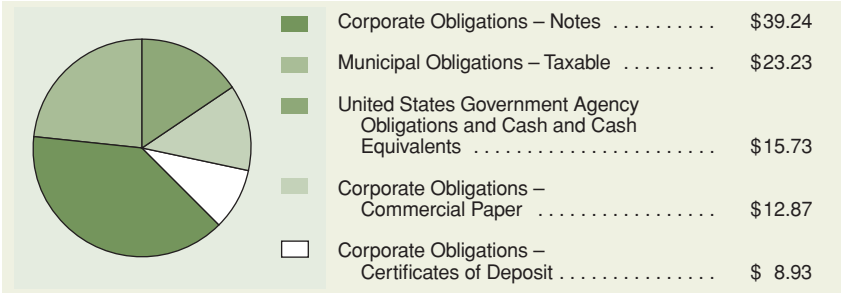 Corporate Obligations – Notes .......... $39.24
Municipal Obligations – Taxable ......... $23.23
United States Government Agency
Obligations and Cash and Cash
Equivalents ....................... $15.73
Corporate Obligations –
Commercial Paper ................. $12.87
Corporate Obligations –
Certificates of Deposit ............... $ 8.93